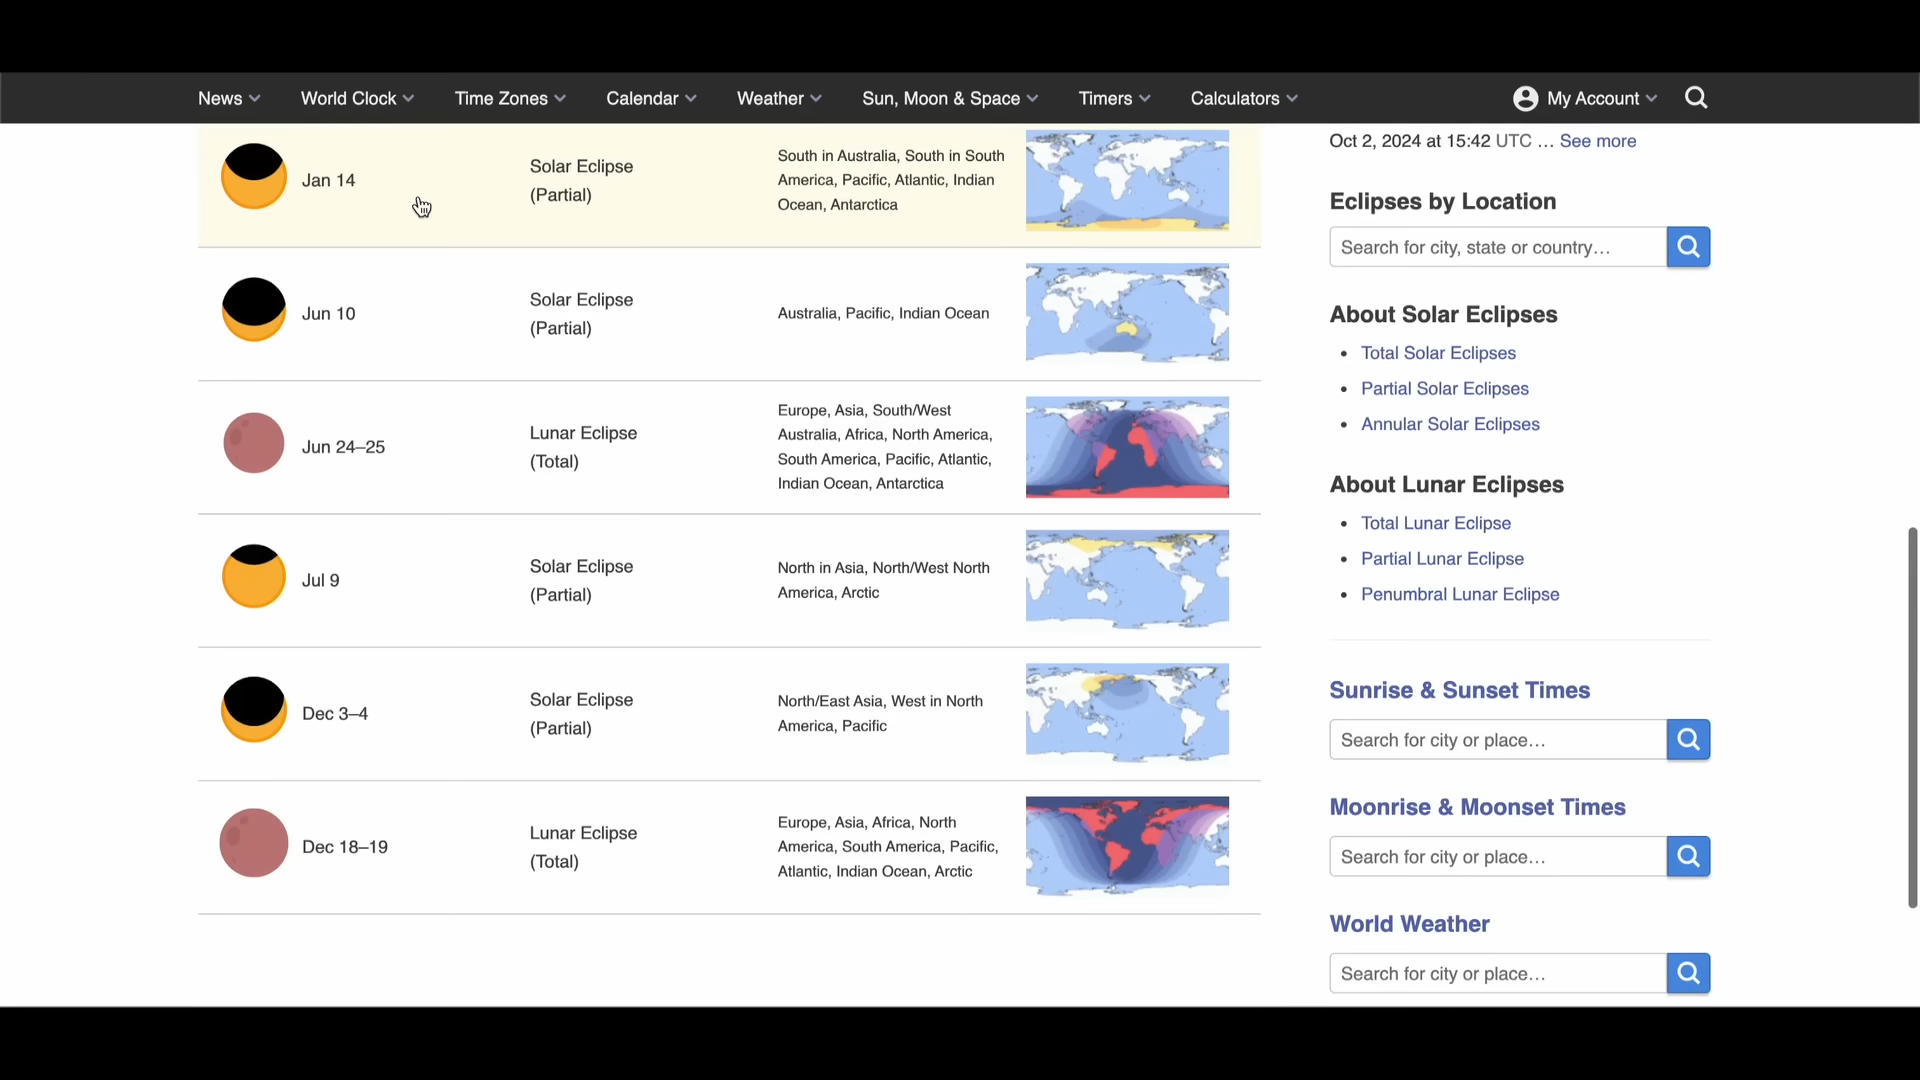 News World Clock Time Zones Calendar Weather Sun, Moon & Space Timers Calculators My Account
Jan 14
Solar Eclipse
(Partial)
South in Australia, South in South
America, Pacific, Atlantic, Indian
Ocean, Antarctica
Jun 10
Solar Eclipse
(Partial)
Australia, Pacific, Indian Ocean
Jun 24–25
Lunar Eclipse
(Total)
Europe, Asia, South/West
Australia, Africa, North America,
South America, Pacific, Atlantic,
Indian Ocean, Antarctica
Jul 9
Solar Eclipse
(Partial)
North in Asia, North/West North
America, Arctic
Dec 3–4
Solar Eclipse
(Partial)
North/East Asia, West in North
America, Pacific
Dec 18–19
Lunar Eclipse
(Total)
Europe, Asia, Africa, North
America, South America, Pacific,
Atlantic, Indian Ocean, Arctic
Oct 2, 2024 at 15:42 UTC … See more
Eclipses by Location
Search for city, state or country…
About Solar Eclipses
• Total Solar Eclipses
• Partial Solar Eclipses
• Annular Solar Eclipses
About Lunar Eclipses
• Total Lunar Eclipse
• Partial Lunar Eclipse
• Penumbral Lunar Eclipse
Sunrise & Sunset Times
Search for city or place…
Moonrise & Moonset Times
Search for city or place…
World Weather
Search for city or place…